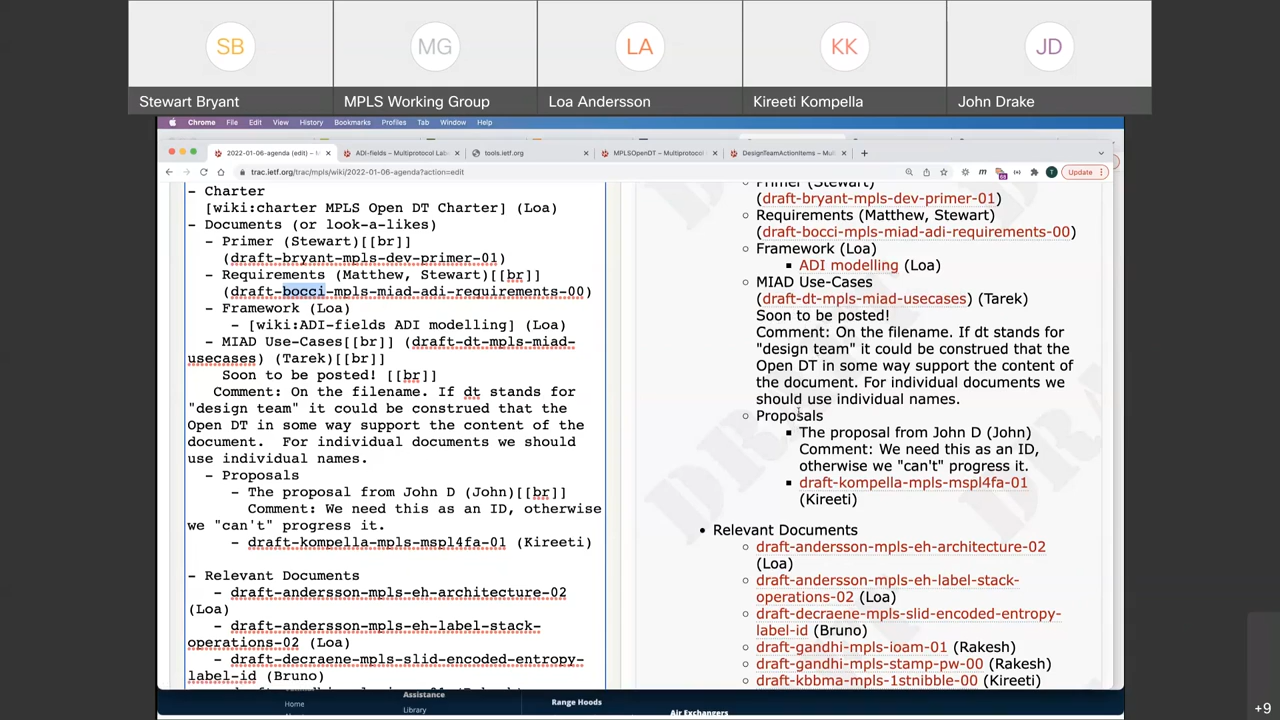 SB
MG
LA
KK
JD
Stewart Bryant
MPLS Working Group
Loa Andersson
Kireeti Kompella
John Drake
Chrome File Edit View History Bookmarks Profiles Tab Window Help
2022-01-06-agenda (edit) – M
ADI-fields – Multiprotocol Lab
tools.ietf.org
MPLSOpenDT – Multiprotocol
DesignTeamActionItems – Mul
trac.ietf.org/trac/mpls/wiki/2022-01-06-agenda?action=edit
Update
- Charter
[wiki:charter MPLS Open DT Charter] (Loa)
- Documents (or look-a-likes)
- Primer (Stewart)[[br]]
(draft-bryant-mpls-dev-primer-01)
- Requirements (Matthew, Stewart)[[br]]
(draft-bocci-mpls-miad-adi-requirements-00)
- Framework (Loa)
- [wiki:ADI-fields ADI modelling] (Loa)
- MIAD Use-Cases[[br]] (draft-dt-mpls-miad-
usecases) (Tarek)[[br]]
Soon to be posted! [[br]]
Comment: On the filename. If dt stands for
"design team" it could be construed that the
Open DT in some way support the content of the
document.  For individual documents we should
use individual names.
- Proposals
- The proposal from John D (John)[[br]]
Comment: We need this as an ID, otherwise
we "can't" progress it.
- draft-kompella-mpls-mspl4fa-01 (Kireeti)
- Relevant Documents
- draft-andersson-mpls-eh-architecture-02
(Loa)
- draft-andersson-mpls-eh-label-stack-
operations-02 (Loa)
- draft-decraene-mpls-slid-encoded-entropy-
label-id (Bruno)
Primer (Stewart)
(draft-bryant-mpls-dev-primer-01)
Requirements (Matthew, Stewart)
(draft-bocci-mpls-miad-adi-requirements-00)
Framework (Loa)
ADI modelling (Loa)
MIAD Use-Cases
(draft-dt-mpls-miad-usecases) (Tarek)
Soon to be posted!
Comment: On the filename. If dt stands for
"design team" it could be construed that the
Open DT in some way support the content of
the document. For individual documents we
should use individual names.
Proposals
The proposal from John D (John)
Comment: We need this as an ID,
otherwise we "can't" progress it.
draft-kompella-mpls-mspl4fa-01
(Kireeti)
Relevant Documents
draft-andersson-mpls-eh-architecture-02
(Loa)
draft-andersson-mpls-eh-label-stack-
operations-02 (Loa)
draft-decraene-mpls-slid-encoded-entropy-
label-id (Bruno)
draft-gandhi-mpls-ioam-01 (Rakesh)
draft-gandhi-mpls-stamp-pw-00 (Rakesh)
draft-kbbma-mpls-1stnibble-00 (Kireeti)
Assistance
Home
Library
Range Hoods
Air Exchangers
+9